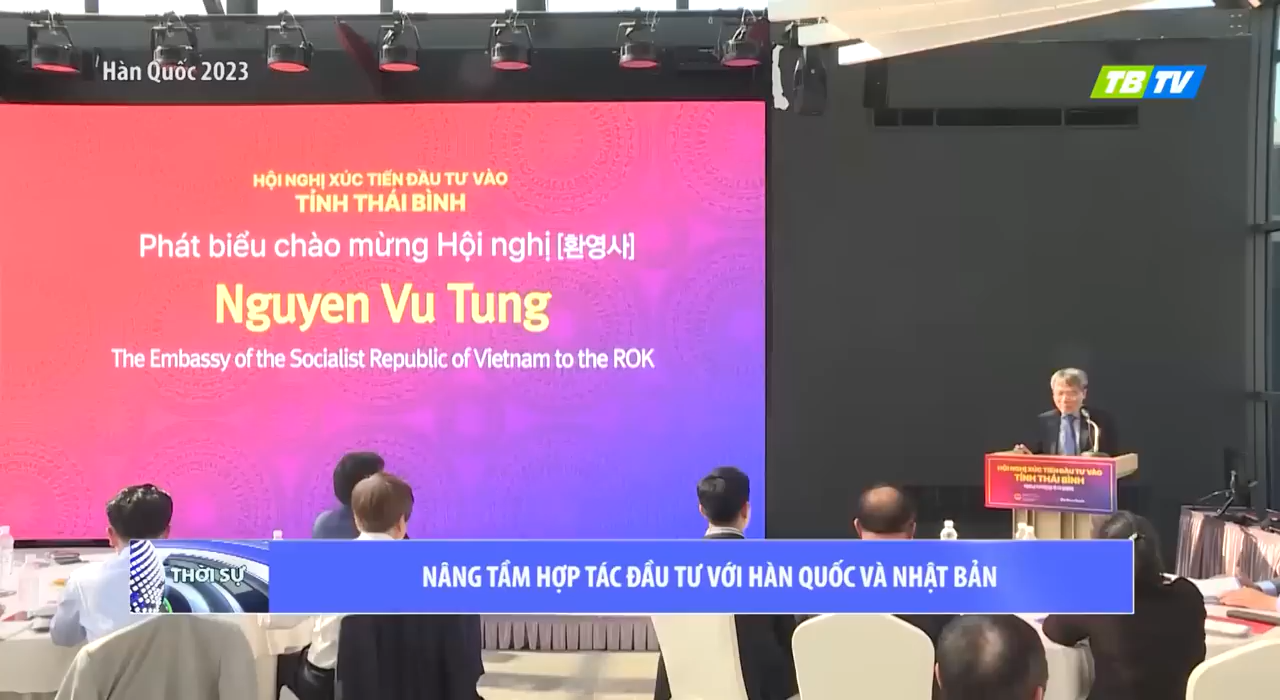 Hàn Quốc 2023
TBTV
HỘI NGHỊ XÚC TIẾN ĐẦU TƯ VÀO
TỈNH THÁI BÌNH
Phát biểu chào mừng Hội nghị [환영사]
Nguyen Vu Tung
The Embassy of the Socialist Republic of Vietnam to the ROK
HỘI NGHỊ XÚC TIẾN ĐẦU TƯ VÀO
TỈNH THÁI BÌNH
THỜI SỰ
NÂNG TẦM HỢP TÁC ĐẦU TƯ VỚI HÀN QUỐC VÀ NHẬT BẢN